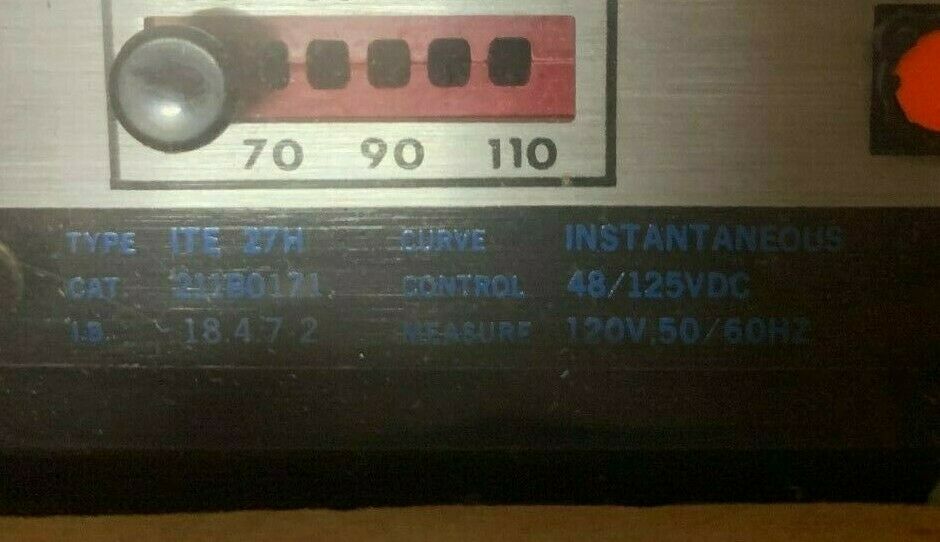 70 90 110
TYPE ITE 27H CURVE INSTANTANEOUS
CAT 211B0171 CONTROL 48/125VDC
I.B. 18.4.7 2 MEASURE 120V,50/60HZ